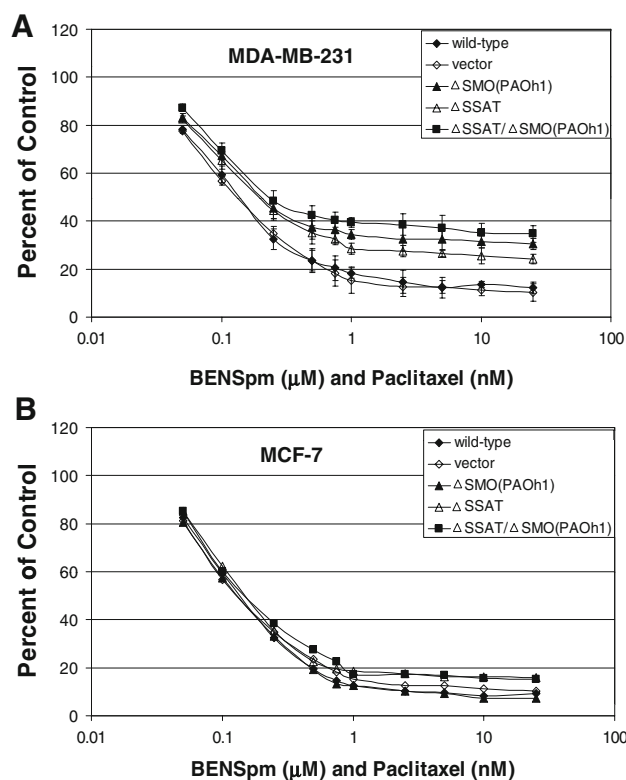 A
MDA-MB-231
wild-type
vector
ΔSMO(PAOh1)
ΔSSAT
ΔSSAT/ΔSMO(PAOh1)
Percent of Control
120
100
80
60
40
20
0
0.01
0.1
1
10
100
BENSpm (μM) and Paclitaxel (nM)
B
MCF-7
wild-type
vector
ΔSMO(PAOh1)
ΔSSAT
ΔSSAT/ΔSMO(PAOh1)
Percent of Control
120
100
80
60
40
20
0
0.01
0.1
1
10
100
BENSpm (μM) and Paclitaxel (nM)